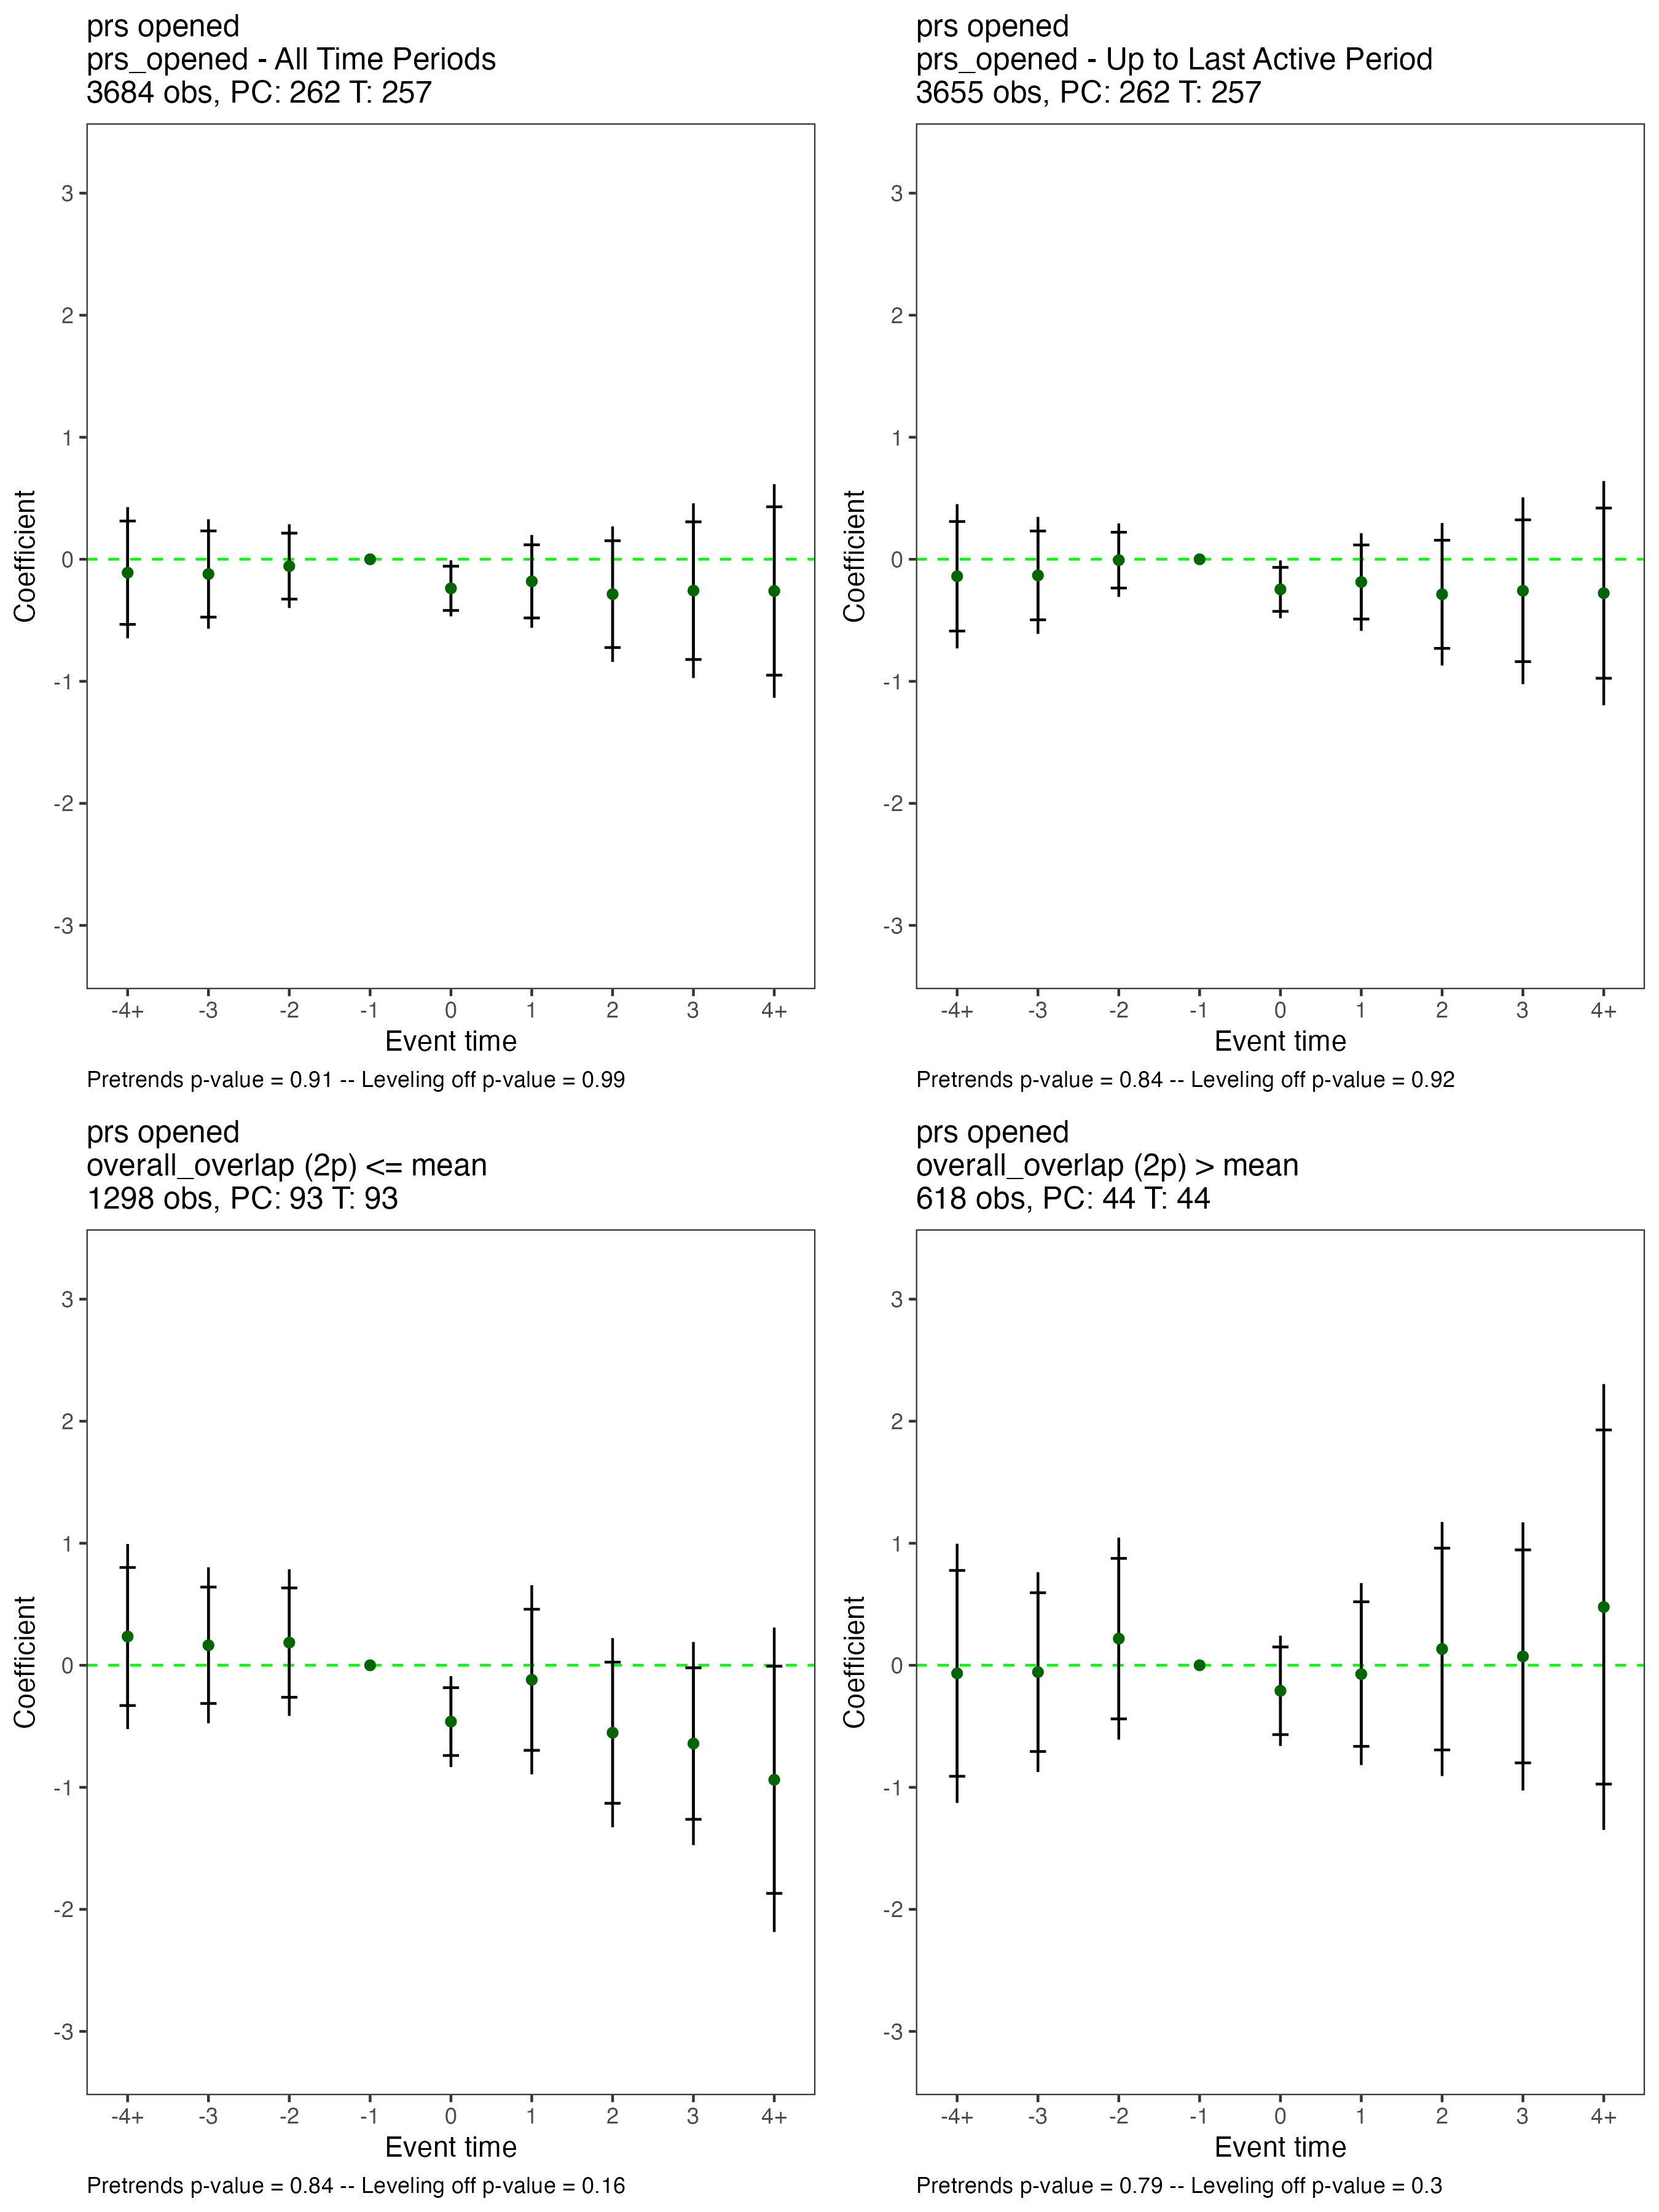 prs opened
prs_opened - All Time Periods
3684 obs, PC: 262 T: 257
Coefficient
3
2
1
0
-1
-2
-3
-4+ -3 -2 -1 0 1 2 3 4+
Event time
Pretrends p-value = 0.91 -- Leveling off p-value = 0.99
prs opened
prs_opened - Up to Last Active Period
3655 obs, PC: 262 T: 257
Coefficient
3
2
1
0
-1
-2
-3
-4+ -3 -2 -1 0 1 2 3 4+
Event time
Pretrends p-value = 0.84 -- Leveling off p-value = 0.92
prs opened
overall_overlap (2p) <= mean
1298 obs, PC: 93 T: 93
Coefficient
3
2
1
0
-1
-2
-3
-4+ -3 -2 -1 0 1 2 3 4+
Event time
Pretrends p-value = 0.84 -- Leveling off p-value = 0.16
prs opened
overall_overlap (2p) > mean
618 obs, PC: 44 T: 44
Coefficient
3
2
1
0
-1
-2
-3
-4+ -3 -2 -1 0 1 2 3 4+
Event time
Pretrends p-value = 0.79 -- Leveling off p-value = 0.3